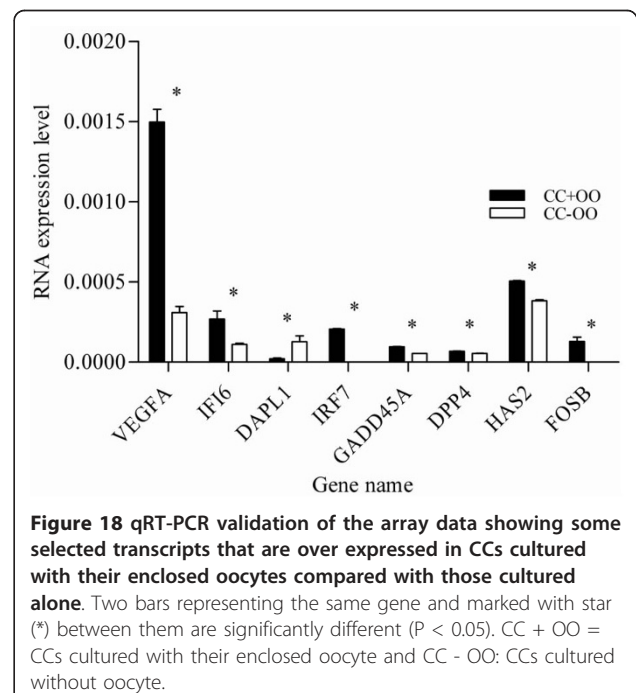 0.0020
0.0015
0.0010
0.0005
0.0000
RNA expression level
*
*
*
*
*
*
*
*
CC+OO
CC-OO
VEGFA
IFI6
DAPL1
IRF7
GADD45A
DPP4
HAS2
FOSB
Gene name
Figure 18 qRT-PCR validation of the array data showing some
selected transcripts that are over expressed in CCs cultured
with their enclosed oocytes compared with those cultured
alone. Two bars representing the same gene and marked with star
(*) between them are significantly different (P < 0.05). CC + OO =
CCs cultured with their enclosed oocyte and CC - OO: CCs cultured
without oocyte.